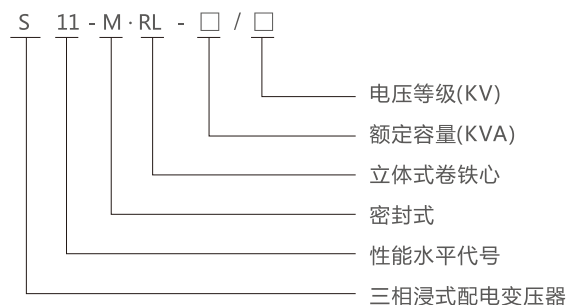 S 11 - M · RL - □ / □
电压等级(KV)
额定容量(KVA)
立体式卷铁心
密封式
性能水平代号
三相浸式配电变压器